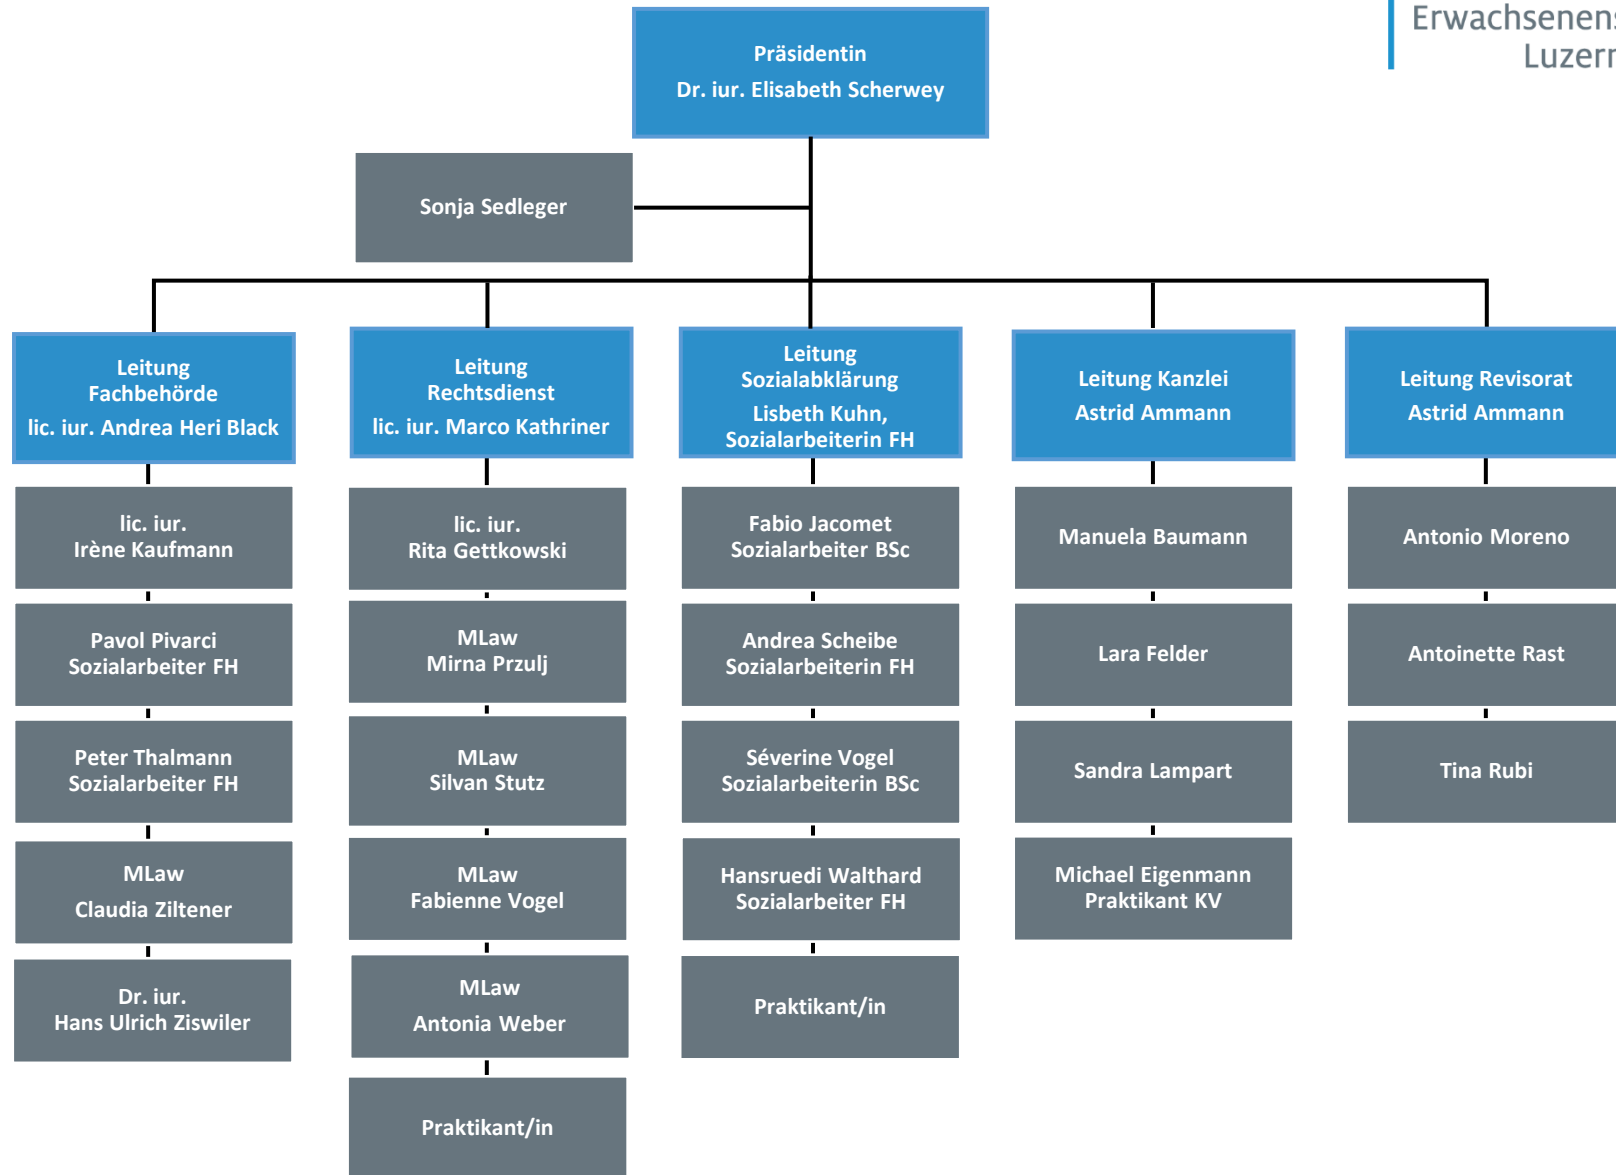 Luzern
Präsidentin
Dr. iur. Elisabeth Scherwey
Sonja Sedleger
Leitung
Fachbehörde
lic. iur. Andrea Heri Black
lic. iur.
Irène Kaufmann
Pavol Pivarci
Sozialarbeiter FH
Peter Thalmann
Sozialarbeiter FH
MLaw
Claudia Ziltener
Dr. iur.
Hans Ulrich Ziswiler
Leitung
Rechtsdienst
lic. iur. Marco Kathriner
lic. iur.
Rita Gettkowski
MLaw
Mirna Przulj
MLaw
Silvan Stutz
MLaw
Fabienne Vogel
MLaw
Antonia Weber
Praktikant/in
Leitung
Sozialabklärung
Lisbeth Kuhn,
Sozialarbeiterin FH
Fabio Jacomet
Sozialarbeiter BSc
Andrea Scheibe
Sozialarbeiterin FH
Séverine Vogel
Sozialarbeiterin BSc
Hansruedi Walthard
Sozialarbeiter FH
Praktikant/in
Leitung Kanzlei
Astrid Ammann
Manuela Baumann
Lara Felder
Sandra Lampart
Michael Eigenmann
Praktikant KV
Leitung Revisorat
Astrid Ammann
Antonio Moreno
Antoinette Rast
Tina Rubi